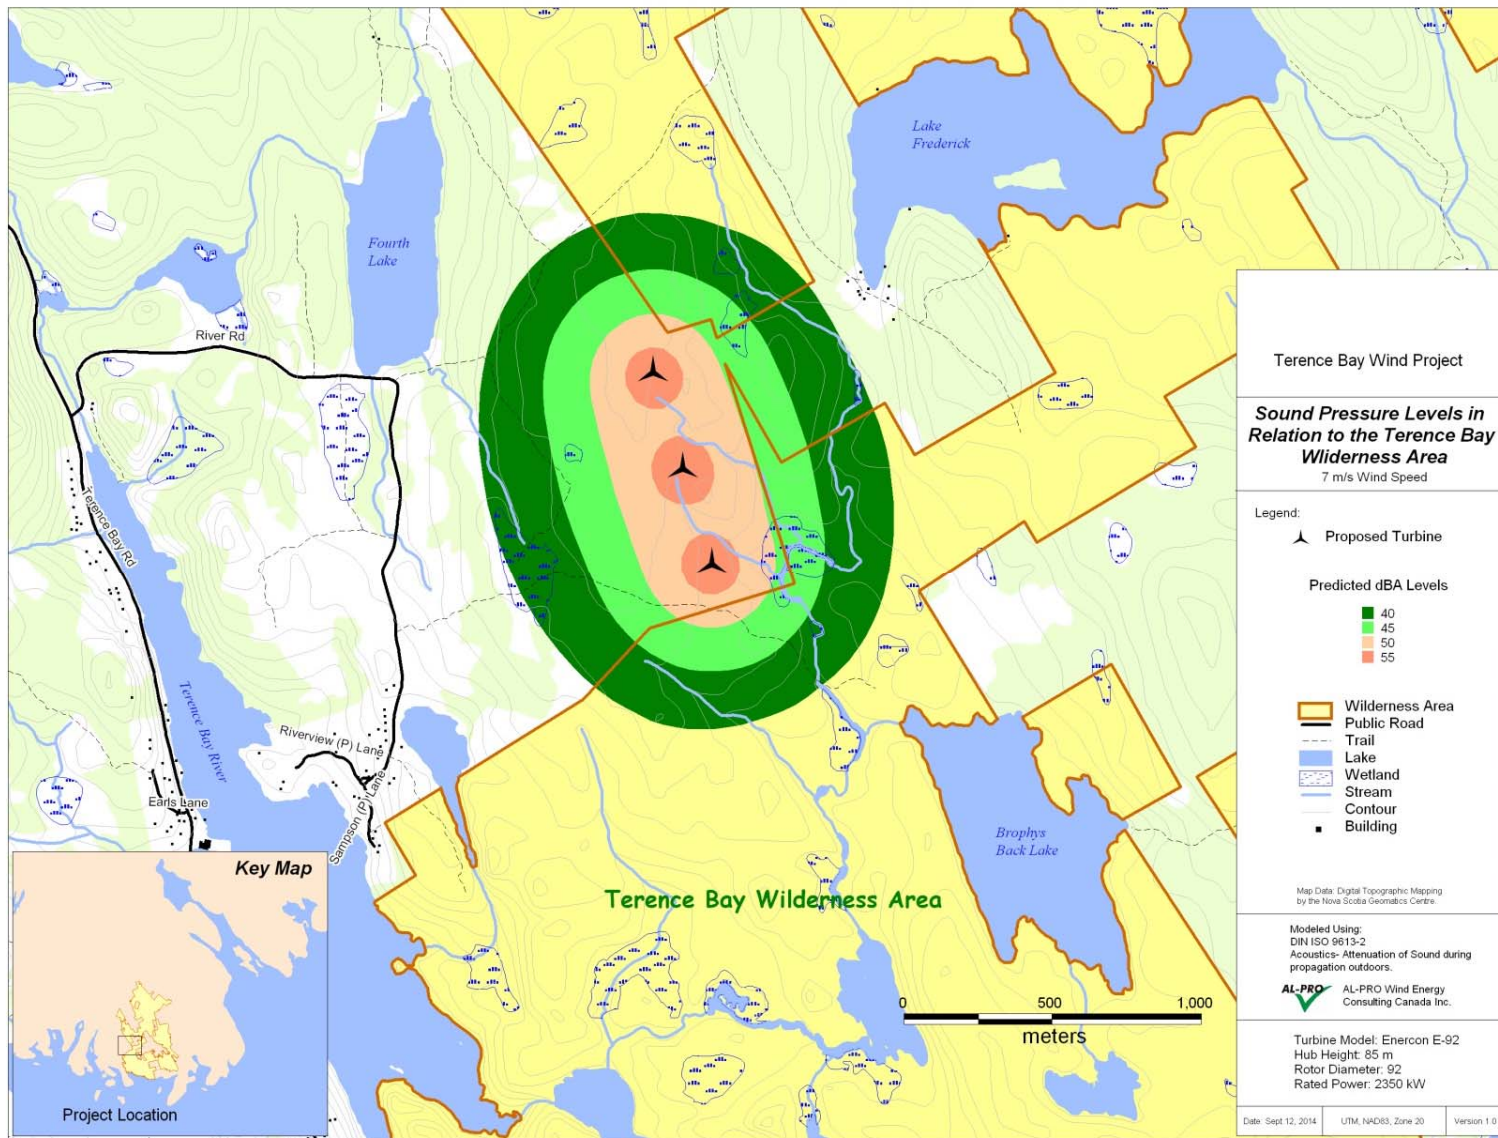 Lake
Frederick
Fourth
Lake
River Rd
Terence Bay Rd
Terence Bay River
Riverview (P) Lane
Earls Lane
Sampson (P) Lane
Brophys
Back Lake
Terence Bay Wilderness Area
0 500 1,000
meters
Key Map
Project Location
Terence Bay Wind Project
Sound Pressure Levels in
Relation to the Terence Bay
Wliderness Area
7 m/s Wind Speed
Legend:
Proposed Turbine
Predicted dBA Levels
40
45
50
55
Wilderness Area
Public Road
Trail
Lake
Wetland
Stream
Contour
Building
Map Data: Digital Topographic Mapping
by the Nova Scotia Geomatics Centre.
Modeled Using:
DIN ISO 9613-2
Acoustics- Attenuation of Sound during
propagation outdoors.
AL-PRO
AL-PRO Wind Energy
Consulting Canada Inc.
Turbine Model: Enercon E-92
Hub Height: 85 m
Rotor Diameter: 92
Rated Power: 2350 kW
Date: Sept.12, 2014 UTM, NAD83, Zone 20 Version 1.0